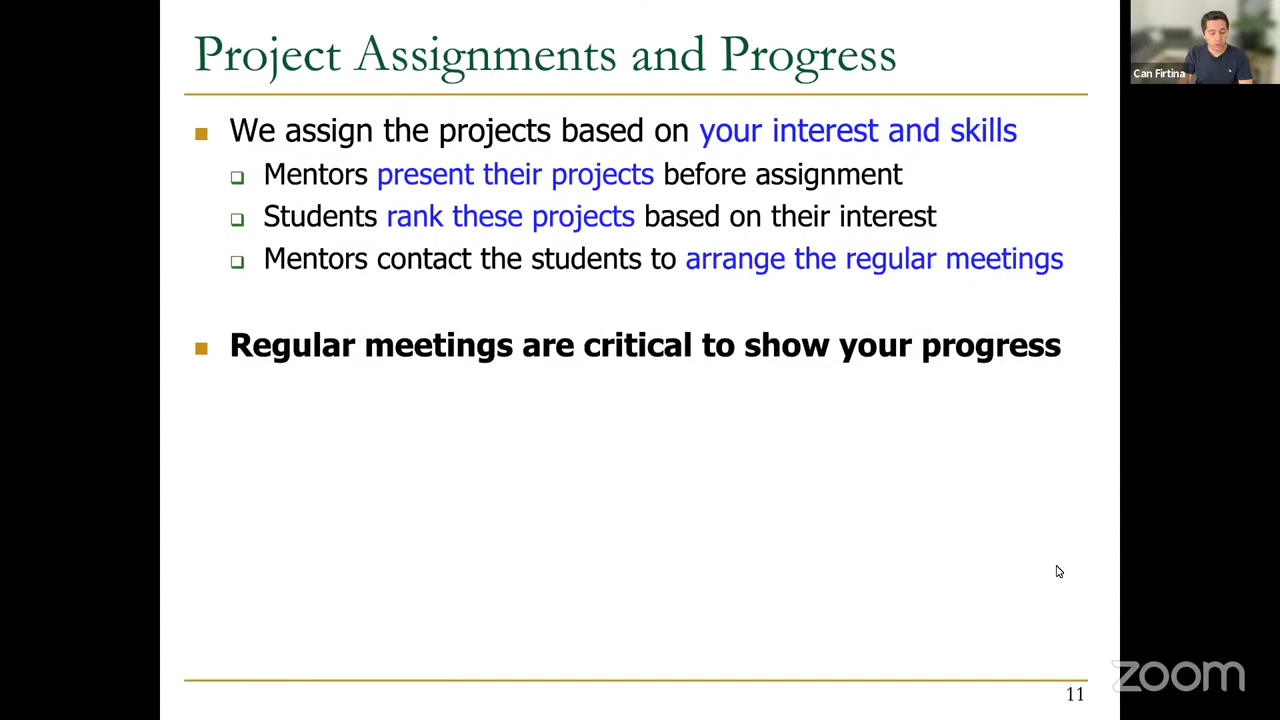 Project Assignments and Progress
Can Firtina
We assign the projects based on your interest and skills
Mentors present their projects before assignment
Students rank these projects based on their interest
Mentors contact the students to arrange the regular meetings
Regular meetings are critical to show your progress
zoom
11